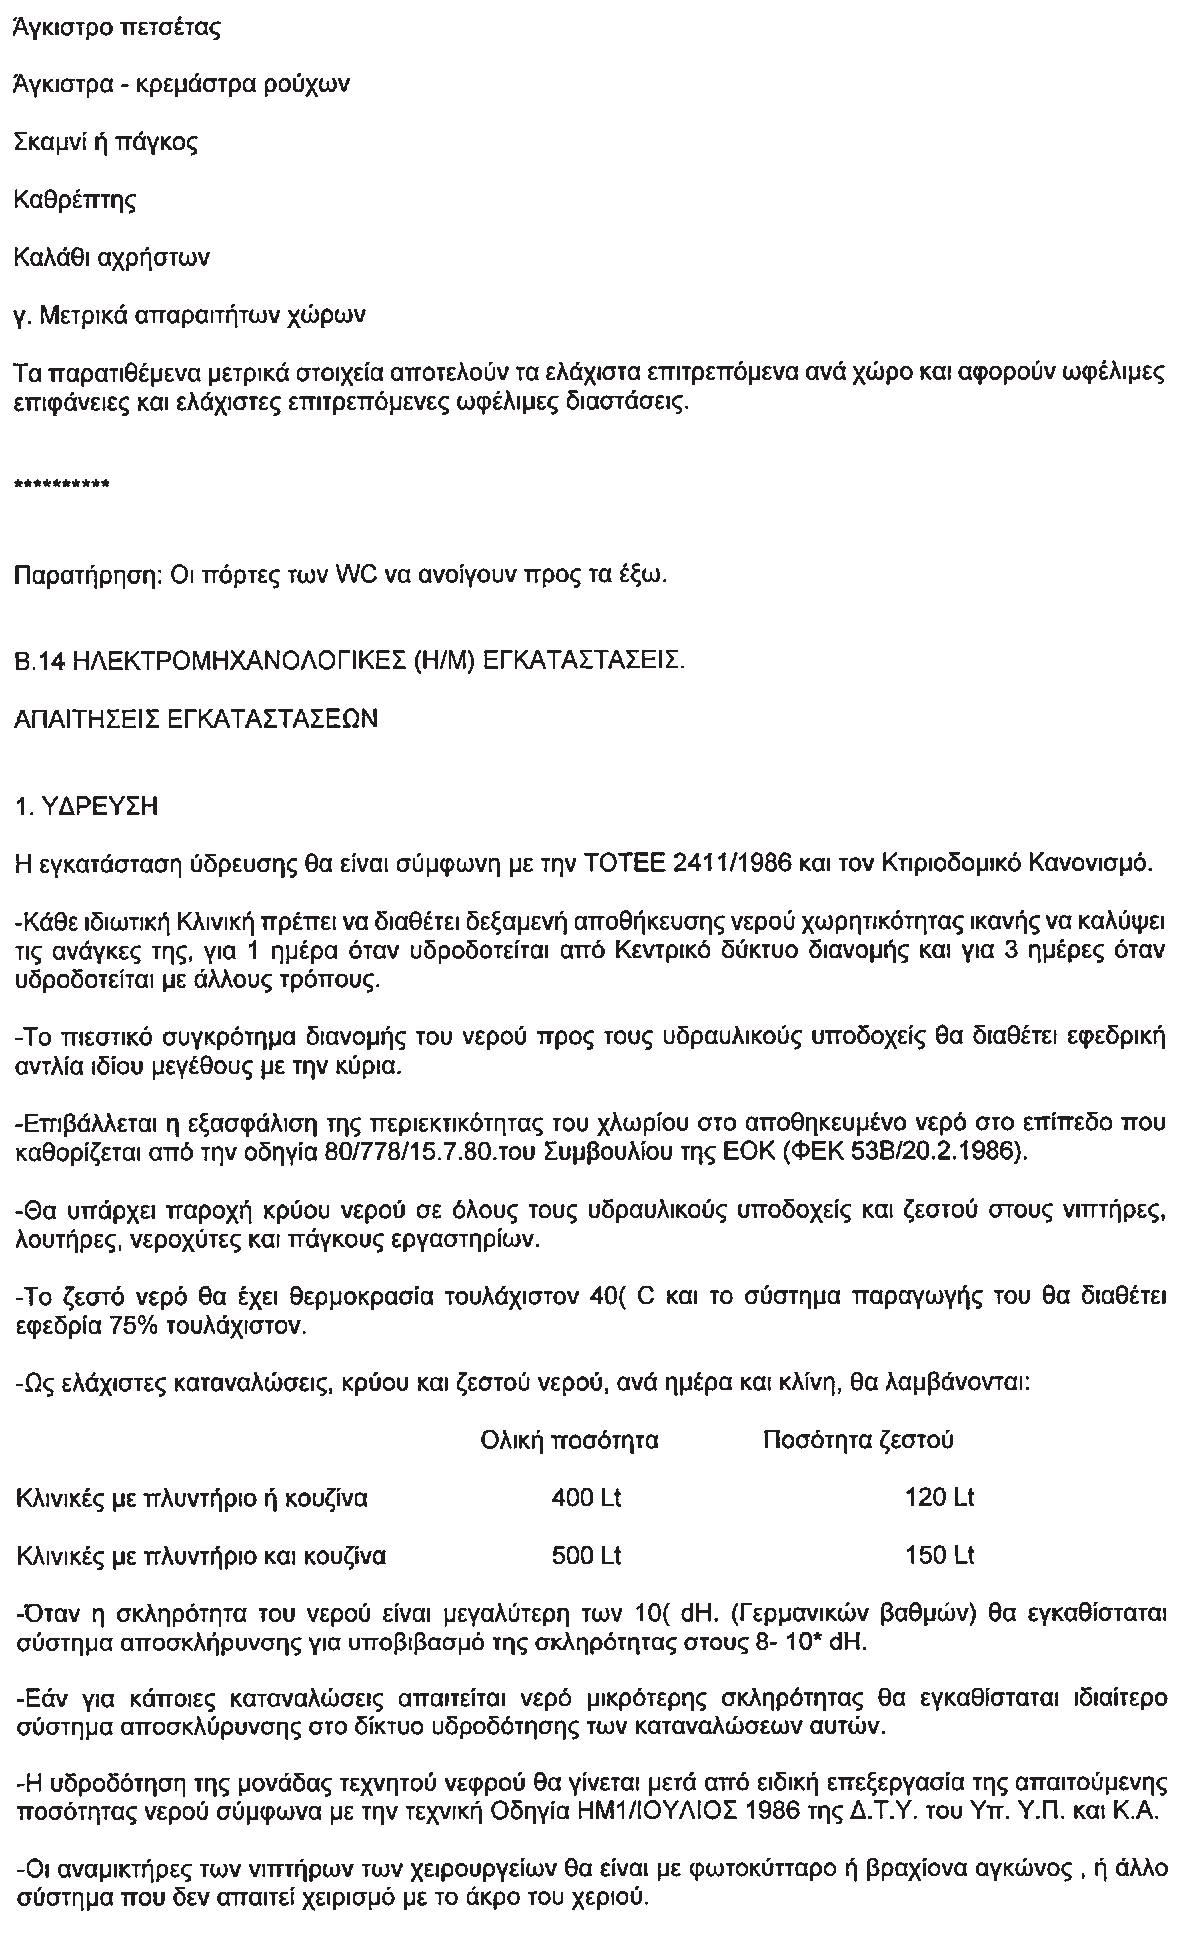 Άγκιστρο πετσέτας
Άγκιστρα - κρεμάστρα ρούχων
Σκαμνί ή πάγκος
Καθρέπτης
Καλάθι αχρήστων
γ. Μετρικά απαραιτήτων χώρων
Τα παρατιθέμενα μετρικά στοιχεία αποτελούν τα ελάχιστα επιτρεπόμενα ανά χώρο και αφορούν ωφέλιμες
επιφάνειες και ελάχιστες επιτρεπόμενες ωφέλιμες διαστάσεις.
**********
Παρατήρηση: Οι πόρτες των WC να ανοίγουν προς τα έξω.
Β.14 ΗΛΕΚΤΡΟΜΗΧΑΝΟΛΟΓΙΚΕΣ (Η/Μ) ΕΓΚΑΤΑΣΤΑΣΕΙΣ.
ΑΠΑΙΤΗΣΕΙΣ ΕΓΚΑΤΑΣΤΑΣΕΩΝ
1. ΥΔΡΕΥΣΗ
Η εγκατάσταση ύδρευσης θα είναι σύμφωνη με την ΤΟΤΕΕ 2411/1986 και τον Κτιριοδομικό Κανονισμό.
-Κάθε ιδιωτική Κλινική πρέπει να διαθέτει δεξαμενή αποθήκευσης νερού χωρητικότητας ικανής να καλύψει
τις ανάγκες της, για 1 ημέρα όταν υδροδοτείται από Κεντρικό δύκτυο διανομής και για 3 ημέρες όταν
υδροδοτείται με άλλους τρόπους.
-Το πιεστικό συγκρότημα διανομής του νερού προς τους υδραυλικούς υποδοχείς θα διαθέτει εφεδρική
αντλία ιδίου μεγέθους με την κύρια.
-Επιβάλλεται η εξασφάλιση της περιεκτικότητας του χλωρίου στο αποθηκευμένο νερό στο επίπεδο που
καθορίζεται από την οδηγία 80/778/15.7.80.του Συμβουλίου της ΕΟΚ (ΦΕΚ 53Β/20.2.1986).
-Θα υπάρχει παροχή κρύου νερού σε όλους τους υδραυλικούς υποδοχείς και ζεστού στους νιπτήρες,
λουτήρες, νεροχύτες και πάγκους εργαστηρίων.
-Το ζεστό νερό θα έχει θερμοκρασία τουλάχιστον 40( C και το σύστημα παραγωγής του θα διαθέτει
εφεδρία 75% τουλάχιστον.
-Ως ελάχιστες καταναλώσεις, κρύου και ζεστού νερού, ανά ημέρα και κλίνη, θα λαμβάνονται:
Ολική ποσότητα Ποσότητα ζεστού
Κλινικές με πλυντήριο ή κουζίνα 400 Lt 120 Lt
Κλινικές με πλυντήριο και κουζίνα 500 Lt 150 Lt
-Όταν η σκληρότητα του νερού είναι μεγαλύτερη των 10( dH. (Γερμανικών βαθμών) θα εγκαθίσταται
σύστημα αποσκλήρυνσης για υποβιβασμό της σκληρότητας στους 8- 10* dH.
-Εάν για κάποιες καταναλώσεις απαιτείται νερό μικρότερης σκληρότητας θα εγκαθίσταται ιδιαίτερο
σύστημα αποσκλύρυνσης στο δίκτυο υδροδότησης των καταναλώσεων αυτών.
-Η υδροδότηση της μονάδας τεχνητού νεφρού θα γίνεται μετά από ειδική επεξεργασία της απαιτούμενης
ποσότητας νερού σύμφωνα με την τεχνική Οδηγία ΗΜ1/ΙΟΥΛΙΟΣ 1986 της Δ.Τ.Υ. του Υπ. Υ.Π. και Κ.Α.
-Οι αναμικτήρες των νιπτήρων των χειρουργείων θα είναι με φωτοκύτταρο ή βραχίονα αγκώνος , ή άλλο
σύστημα που δεν απαιτεί χειρισμό με το άκρο του χεριού.